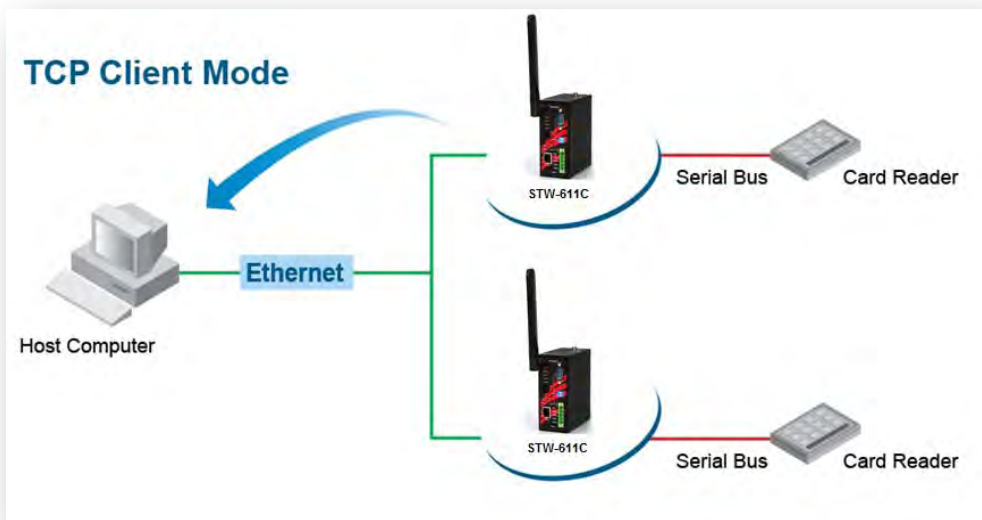 TCP Client Mode
STW-611C
Serial Bus
Card Reader
Ethernet
Host Computer
STW-611C
Serial Bus
Card Reader